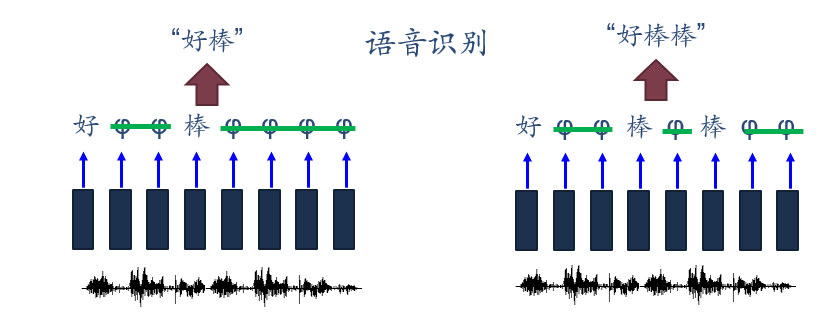 “好棒”
语音识别
“好棒棒”
好 φ φ 棒 φ φ φ φ
好 φ φ 棒 φ 棒 φ φ